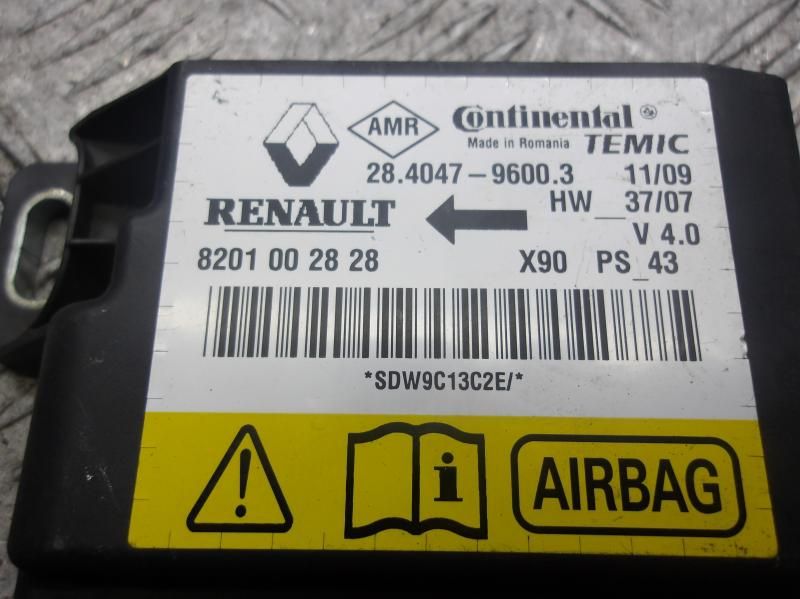 AMR
Continental
Made in Romania TEMIC
28.4047-9600.3 11/09
RENAULT
HW_37/07
V 4.0
8201 00 28 28 X90 PS_43
*SDW9C13C2E/*
! i AIRBAG